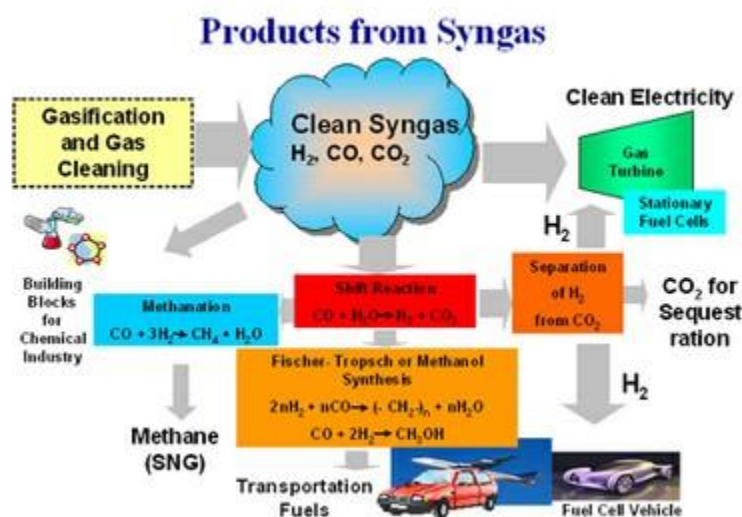 Products from Syngas
Gasification
and Gas
Cleaning
Clean Syngas
H₂, CO, CO₂
Clean Electricity
Gas
Turbine
Stationary
Fuel Cells
H₂
Building
Blocks
for
Chemical
Industry
Methanation
CO + 3H₂→CH₄ + H₂O
Shift Reaction
CO + H₂O→H₂ + CO₂
Separation
of H₂
from CO₂
CO₂ for
Sequest
ration
Fischer-Tropsch or Methanol
Synthesis
2nH₂ + nCO→(-CH₂-)ₙ + nH₂O
CO + 2H₂→CH₃OH
H₂
Methane
(SNG)
Transportation
Fuels
Fuel Cell Vehicle